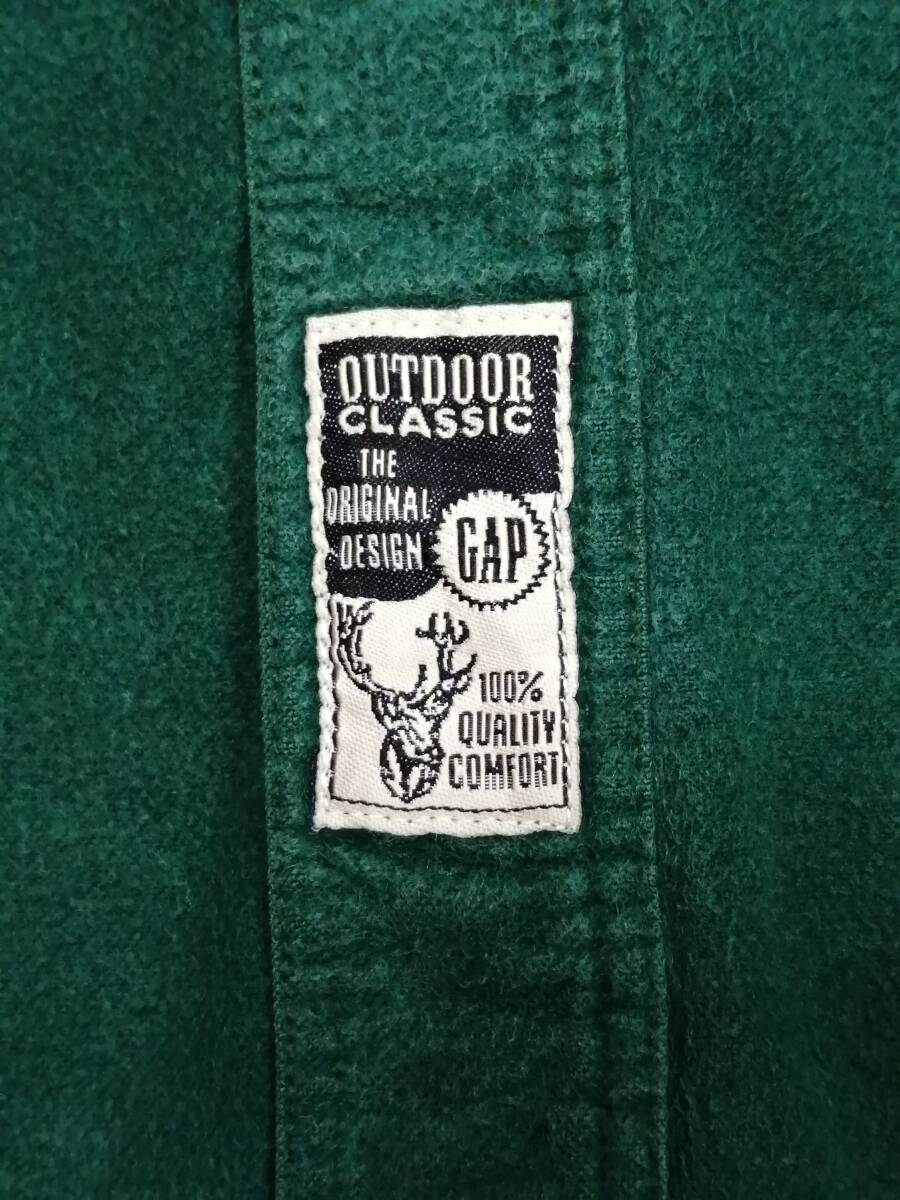 OUTDOOR
CLASSIC
THE
ORIGINAL
DESIGN
GAP
100%
QUALITY
COMFORT